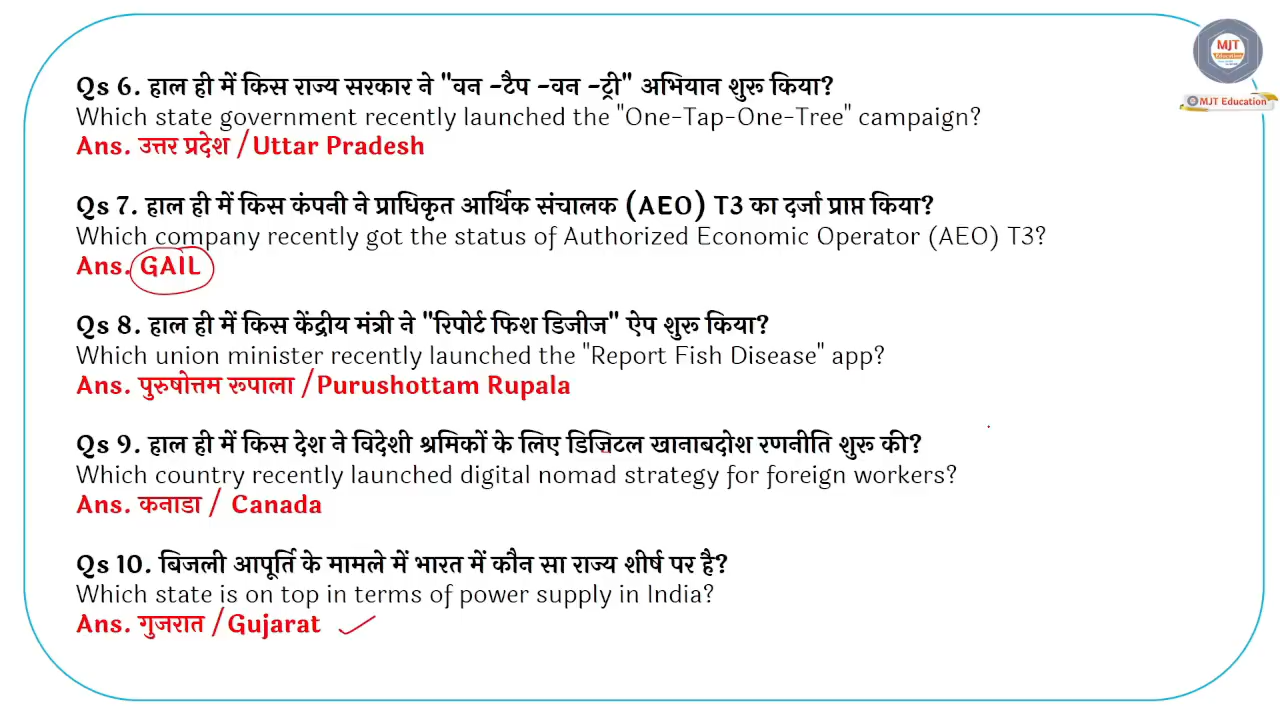 MJT
Education
MJT Education
Qs 6. हाल ही में किस राज्य सरकार ने "वन -टैप -वन -ट्री" अभियान शुरू किया?
Which state government recently launched the "One-Tap-One-Tree" campaign?
Ans. उत्तर प्रदेश / Uttar Pradesh
Qs 7. हाल ही में किस कंपनी ने प्राधिकृत आर्थिक संचालक (AEO) T3 का दर्जा प्राप्त किया?
Which company recently got the status of Authorized Economic Operator (AEO) T3?
Ans. GAIL
Qs 8. हाल ही में किस केंद्रीय मंत्री ने "रिपोर्ट फिश डिजीज" ऐप शुरू किया?
Which union minister recently launched the "Report Fish Disease" app?
Ans. पुरुषोत्तम रूपाला / Purushottam Rupala
Qs 9. हाल ही में किस देश ने विदेशी श्रमिकों के लिए डिजिटल खानाबदोश रणनीति शुरू की?
Which country recently launched digital nomad strategy for foreign workers?
Ans. कनाडा / Canada
Qs 10. बिजली आपूर्ति के मामले में भारत में कौन सा राज्य शीर्ष पर है?
Which state is on top in terms of power supply in India?
Ans. गुजरात / Gujarat